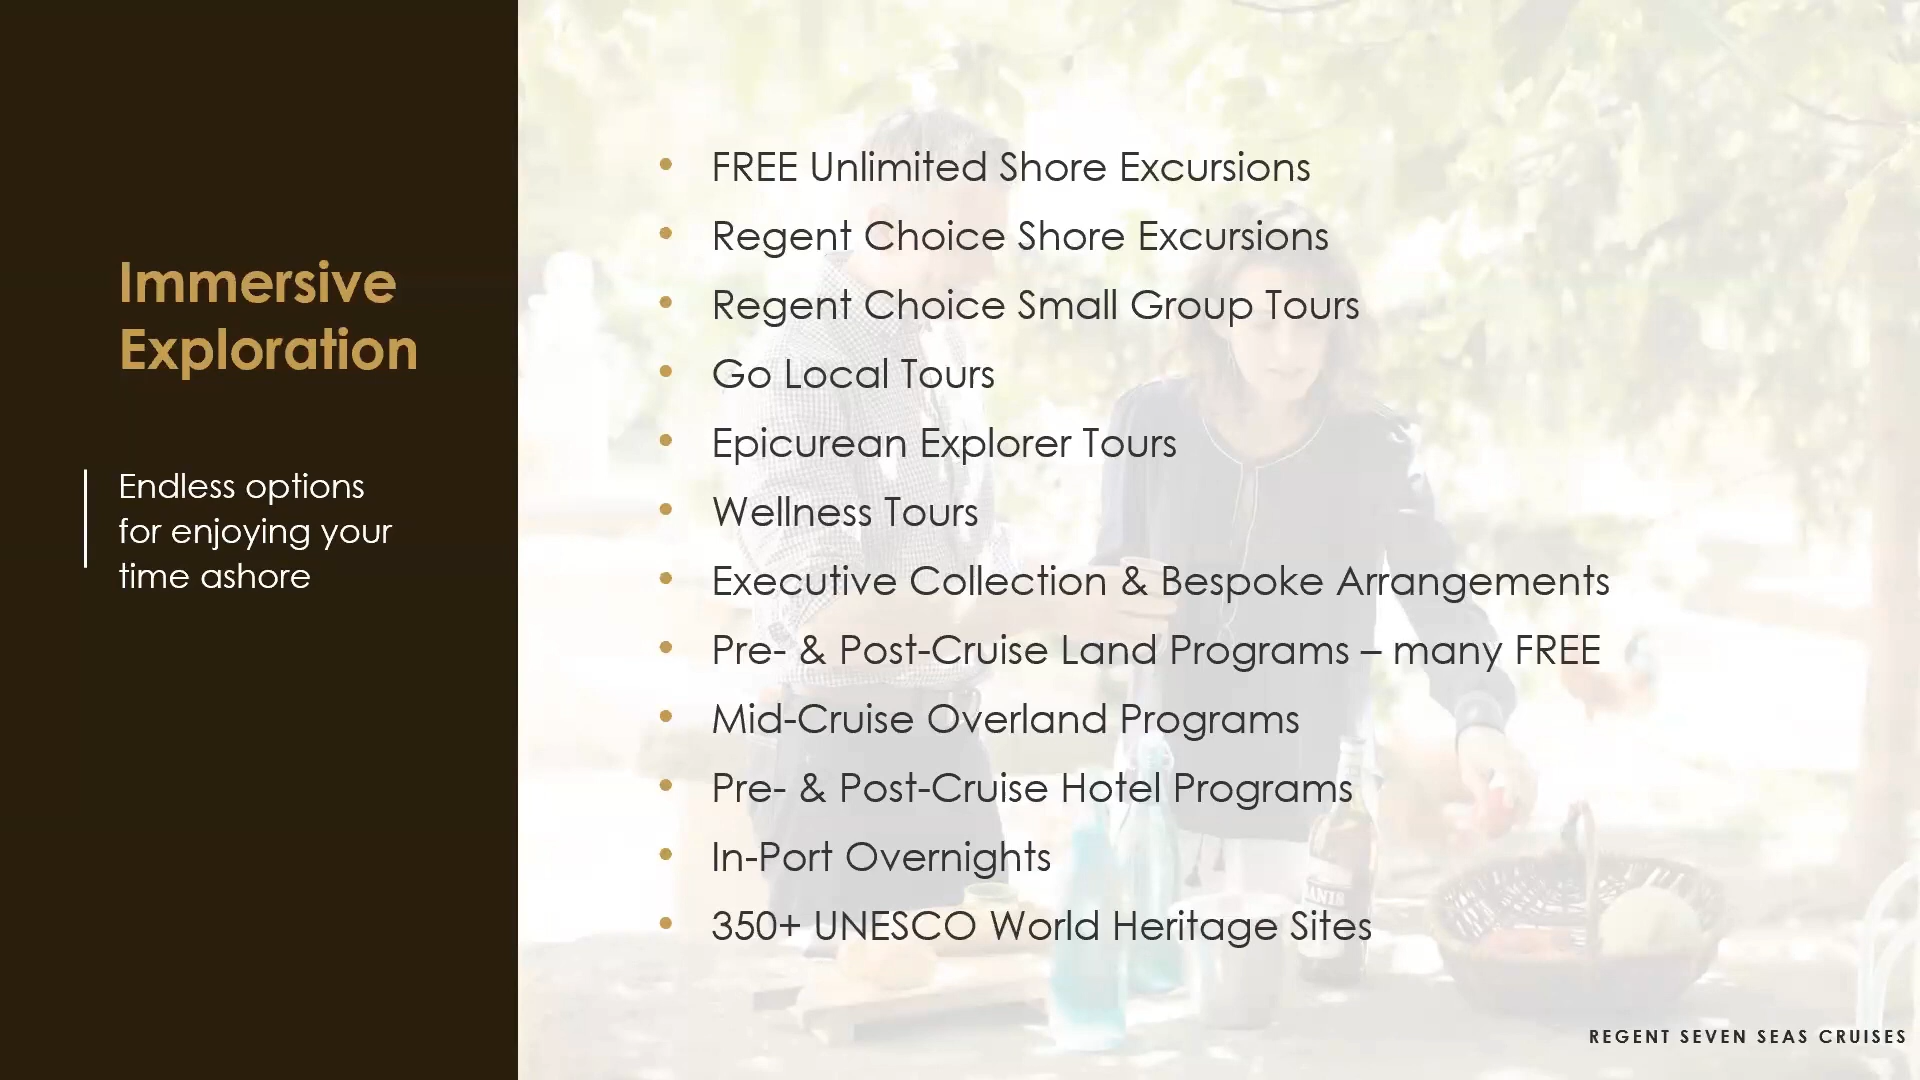 Immersive
Exploration
Endless options
for enjoying your
time ashore
• FREE Unlimited Shore Excursions
• Regent Choice Shore Excursions
• Regent Choice Small Group Tours
• Go Local Tours
• Epicurean Explorer Tours
• Wellness Tours
• Executive Collection & Bespoke Arrangements
• Pre- & Post-Cruise Land Programs – many FREE
• Mid-Cruise Overland Programs
• Pre- & Post-Cruise Hotel Programs
• In-Port Overnights
• 350+ UNESCO World Heritage Sites
ANIS
REGENT SEVEN SEAS CRUISES